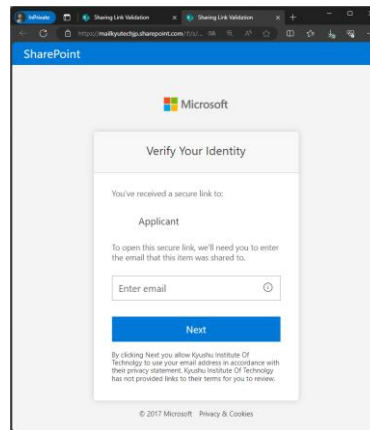 InPrivate
Sharing Link Validation
Sharing Link Validation
https://mailkyutechjp.sharepoint.com/:f:/s/...
SharePoint
Microsoft
Verify Your Identity
You've received a secure link to:
Applicant
To open this secure link, we'll need you to enter
the email that this item was shared to.
Enter email
Next
By clicking Next you allow Kyushu Institute Of
Technolgy to use your email address in accordance with
their privacy statement. Kyushu Institute Of Technolgy
has not provided links to their terms for you to review.
© 2017 Microsoft Privacy & Cookies